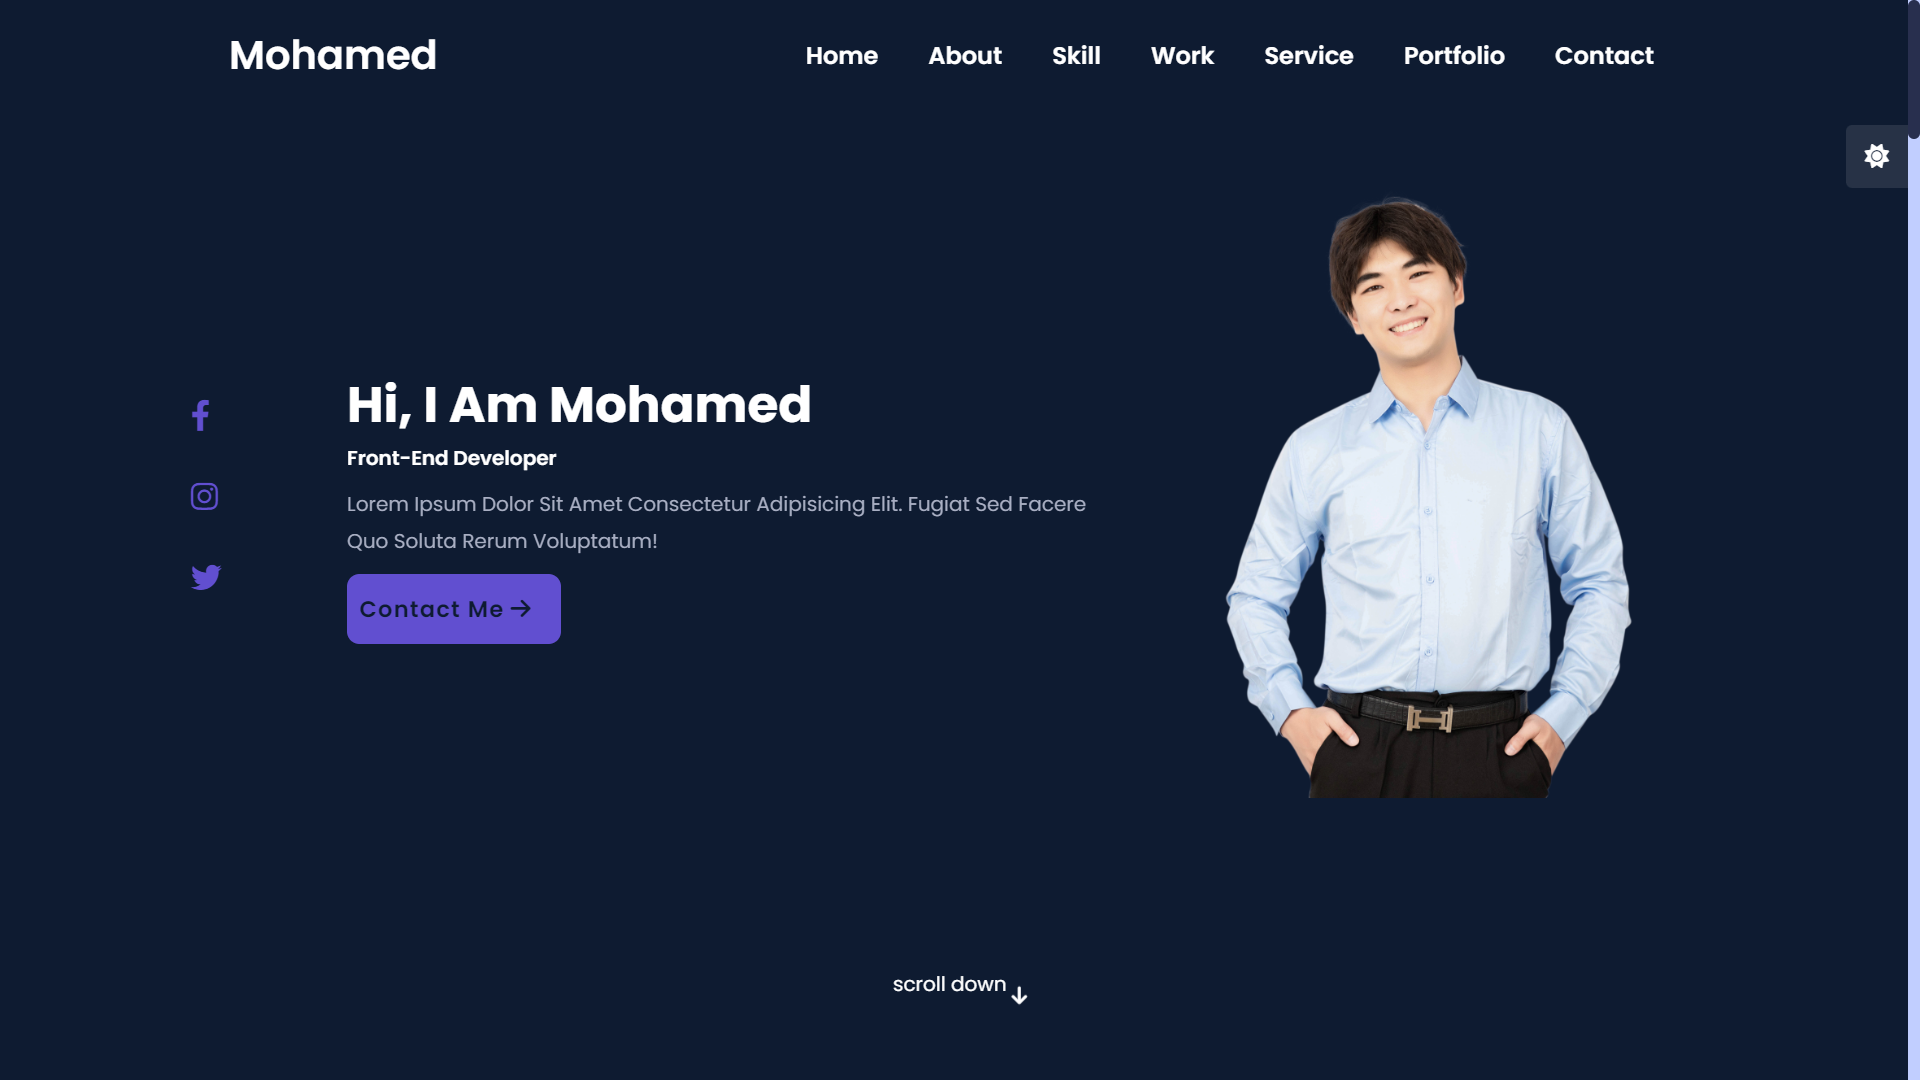 Mohamed
Home About Skill Work Service Portfolio Contact
Hi, I Am Mohamed
Front-End Developer
Lorem Ipsum Dolor Sit Amet Consectetur Adipisicing Elit. Fugiat Sed Facere
Quo Soluta Rerum Voluptatum!
Contact Me
scroll down